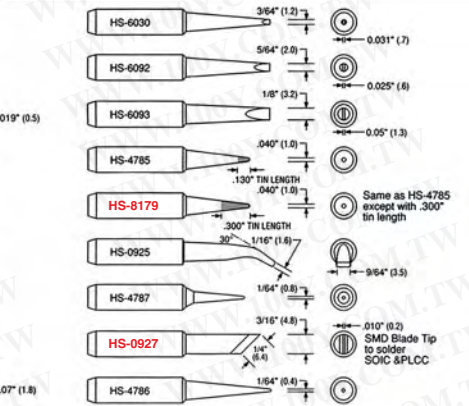 3/64" (1.2)
HS-6030
0.031" (.7)
5/64" (2.0)
HS-6092
0.025" (.6)
1/8" (3.2)
019" (0.5)
HS-6093
0.05" (1.3)
.040" (1.0)
HS-4785
.130" TIN LENGTH
.040" (1.0)
HS-8179
Same as HS-4785
except with .300"
tin length
.300" TIN LENGTH
30°
1/16" (1.6)
HS-0925
9/64" (3.5)
1/64" (0.8)
HS-4787
3/16" (4.8)
.010" (0.2)
HS-0927
SMD Blade Tip
to solder
SOIC &PLCC
1/4"
(6.4)
1/64" (0.4)
07" (1.8)
HS-4786